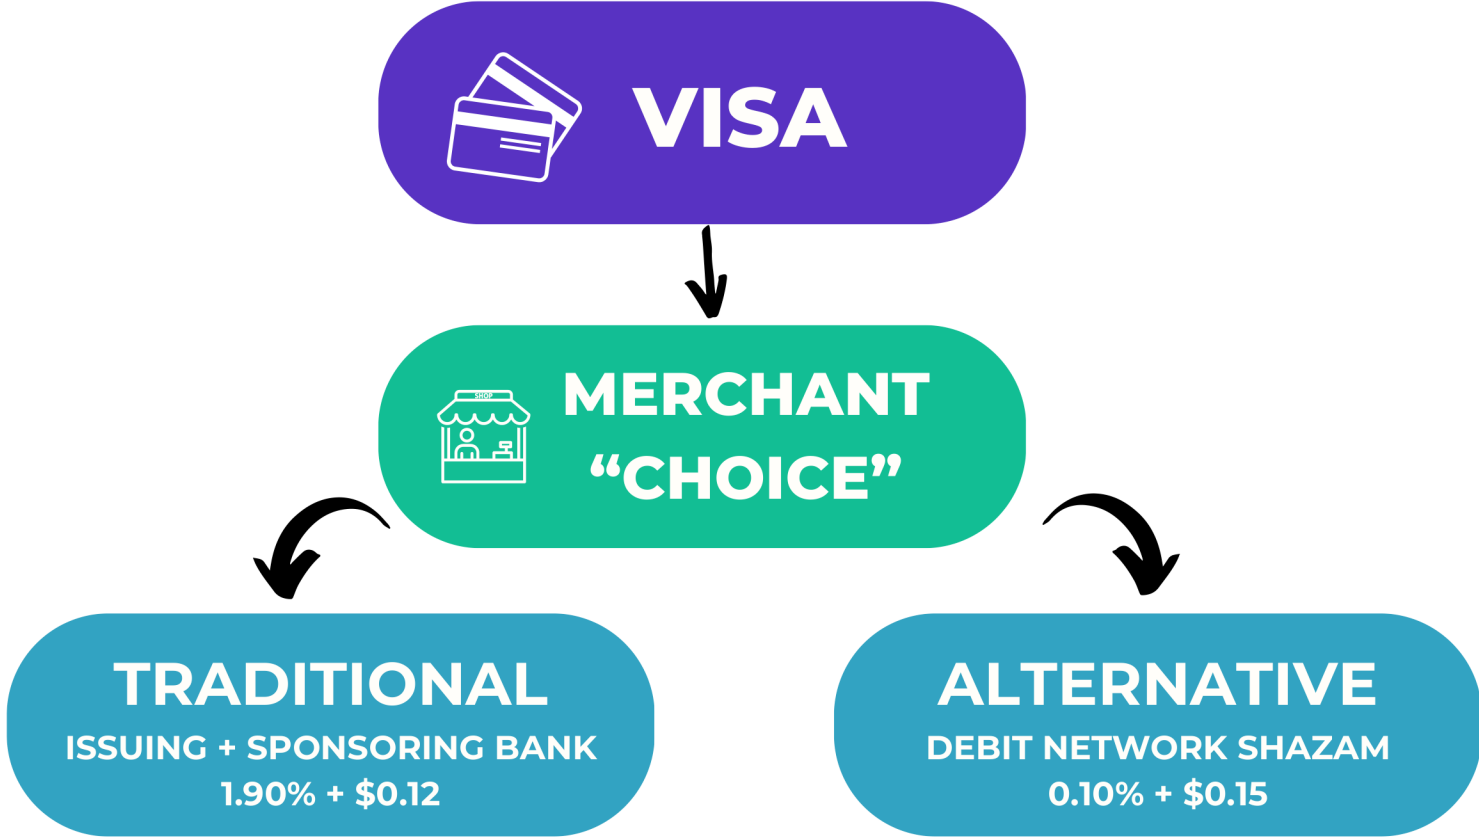 VISA
SHOP
MERCHANT
“CHOICE”
TRADITIONAL
ISSUING + SPONSORING BANK
1.90% + $0.12
ALTERNATIVE
DEBIT NETWORK SHAZAM
0.10% + $0.15